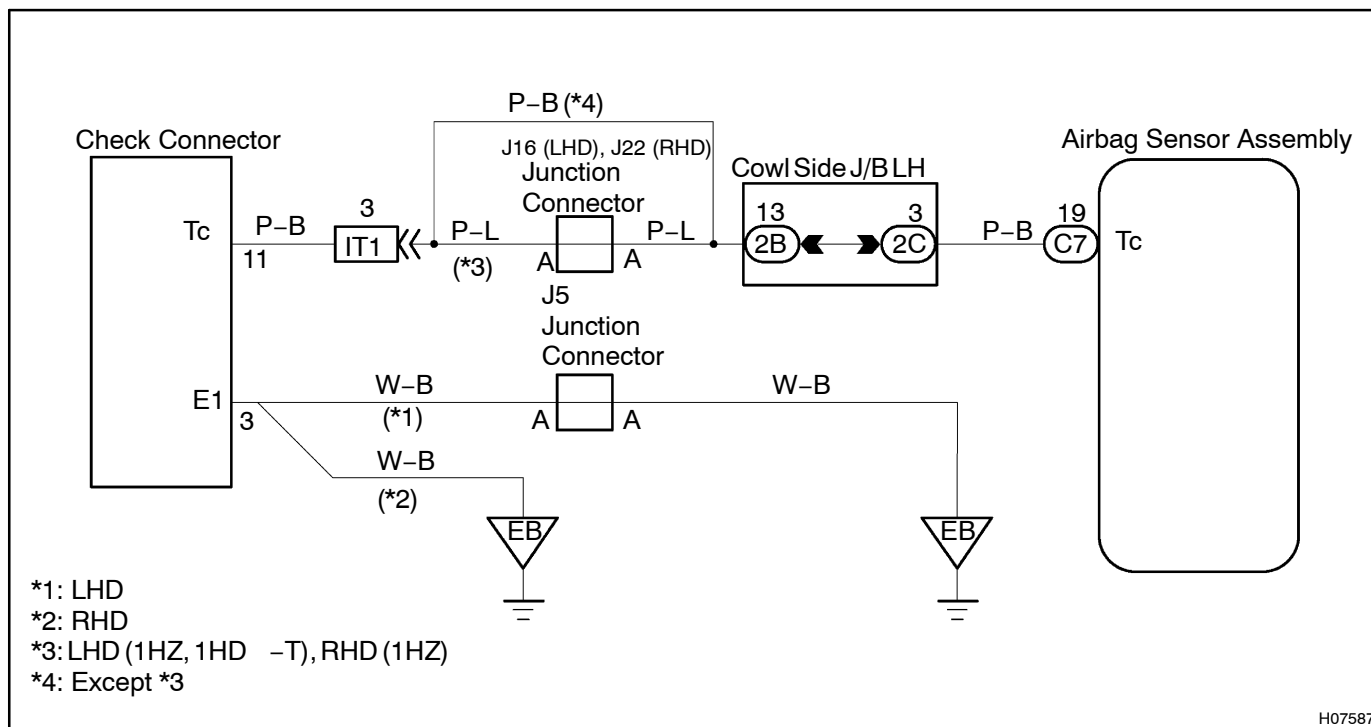 P–B (*4)
Check Connector
J16 (LHD), J22 (RHD)
Junction
Connector
Airbag Sensor Assembly
Cowl Side J/B LH
Tc
11
P–B
3
IT1
P–L
(*3)
A
A
P–L
13
2B
3
2C
P–B
19
C7
Tc
J5
Junction
Connector
E1
3
W–B
(*1)
A
A
W–B
W–B
(*2)
EB
EB
*1: LHD
*2: RHD
*3: LHD (1HZ, 1HD –T), RHD (1HZ)
*4: Except *3
H07587